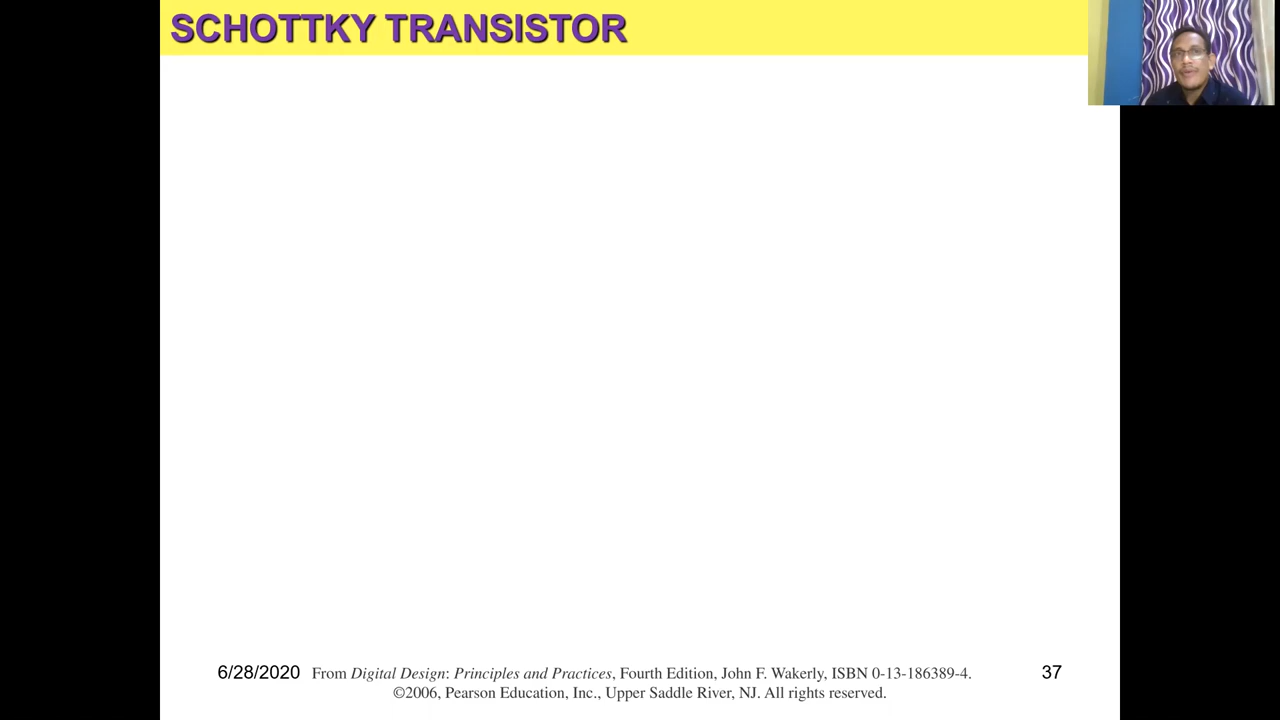 SCHOTTKY TRANSISTOR
6/28/2020 From Digital Design: Principles and Practices, Fourth Edition, John F. Wakerly, ISBN 0-13-186389-4. 37
©2006, Pearson Education, Inc., Upper Saddle River, NJ. All rights reserved.